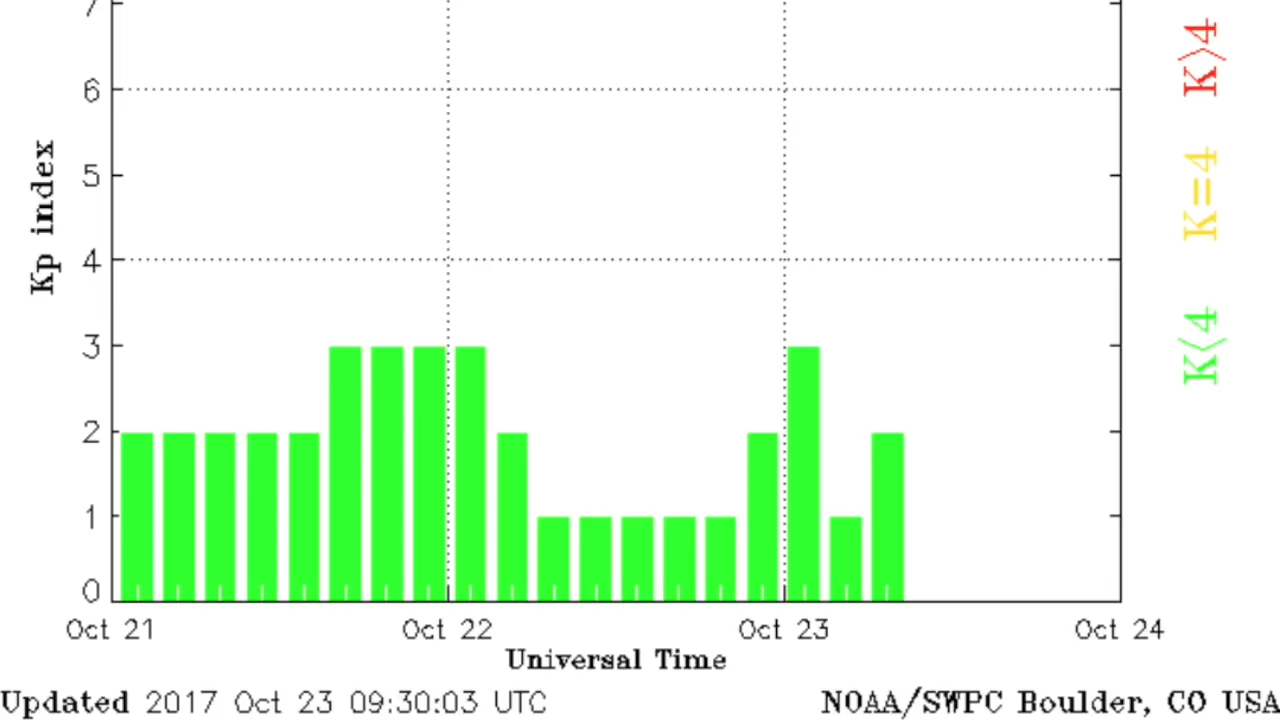 7
6
5
4
3
2
1
0
Kp index
K>4
K=4
K<4
Oct 21 Oct 22 Oct 23 Oct 24
Universal Time
Updated 2017 Oct 23 09:30:03 UTC
NOAA/SWPC Boulder, CO USA